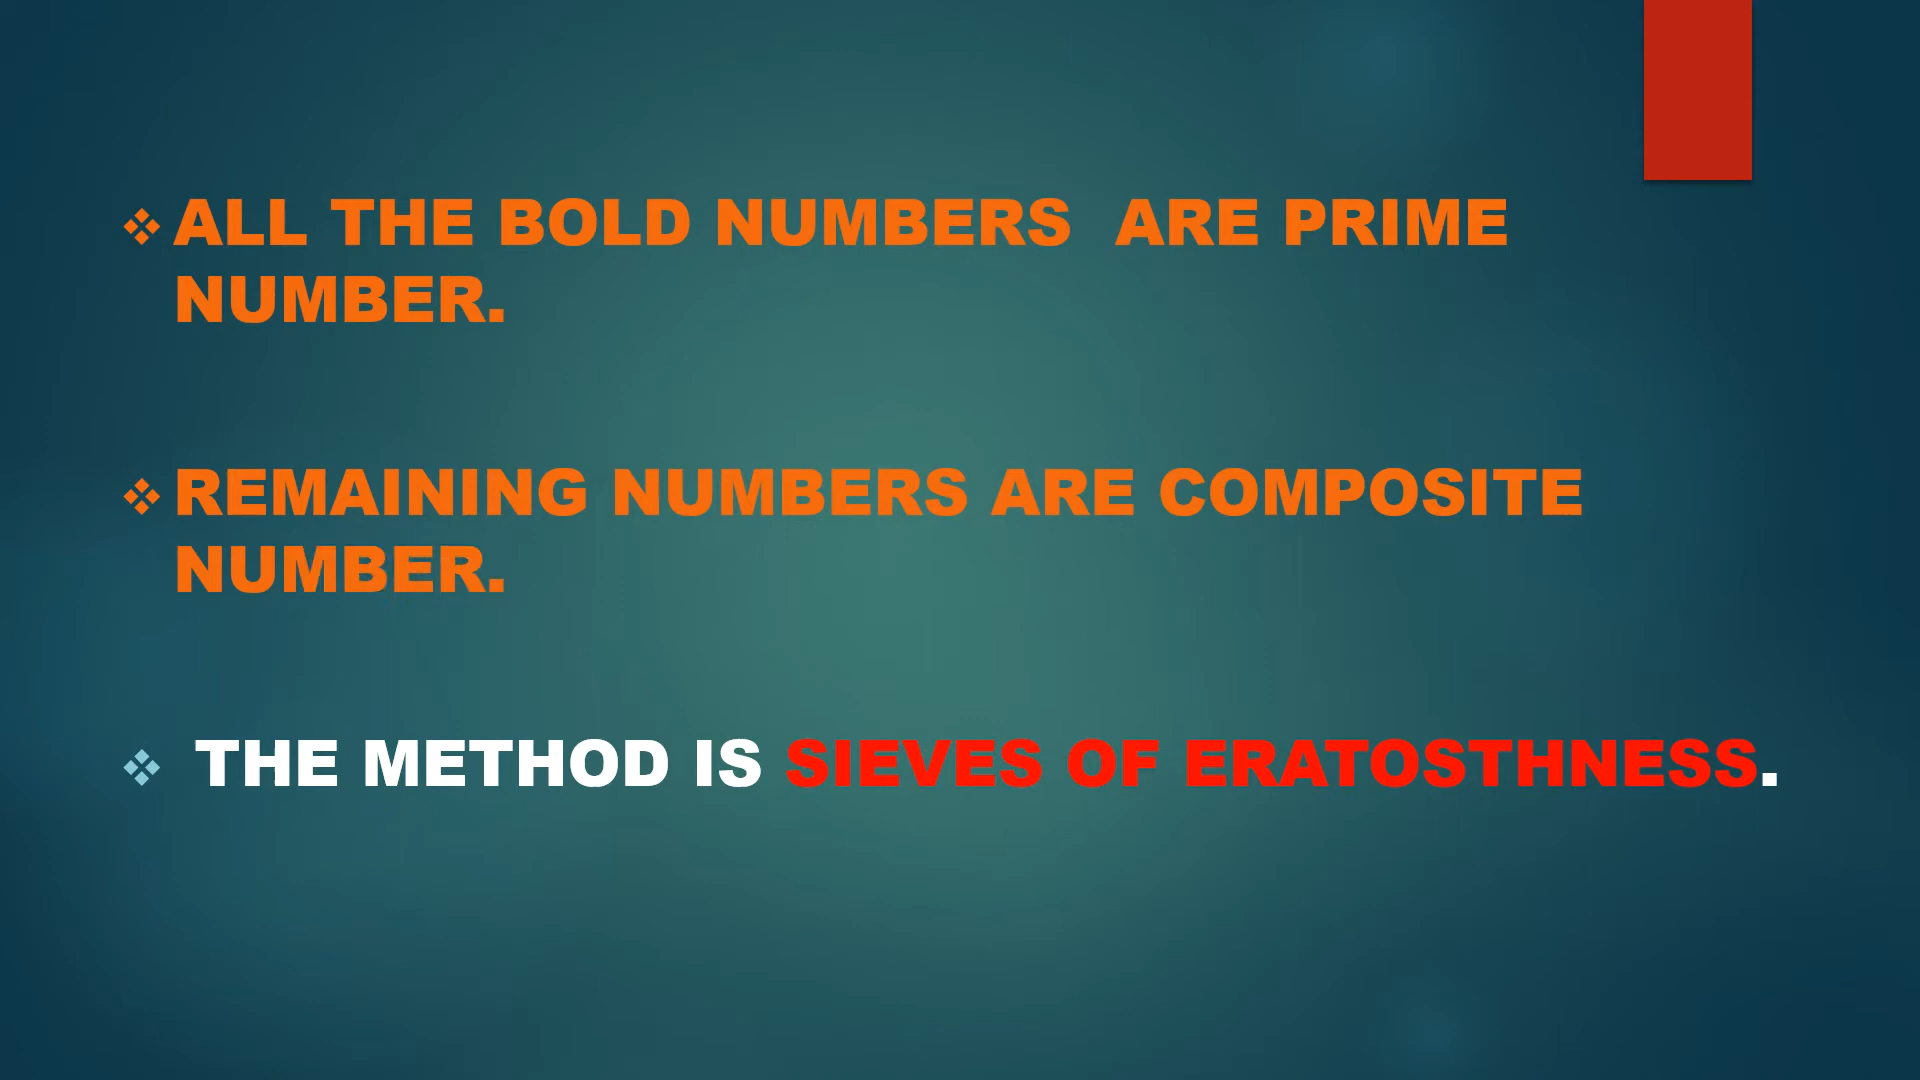 ALL THE BOLD NUMBERS  ARE PRIME
NUMBER.
REMAINING NUMBERS ARE COMPOSITE
NUMBER.
THE METHOD IS SIEVES OF ERATOSTHNESS.